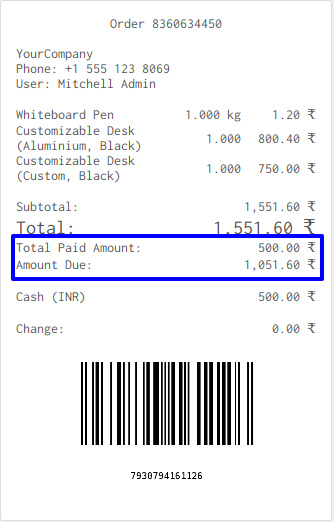 Order 8360634450
YourCompany
Phone: +1 555 123 8069
User: Mitchell Admin
Whiteboard Pen 1.000 kg 1.20 ₹
Customizable Desk (Aluminium, Black) 1.000 800.40 ₹
Customizable Desk (Custom, Black) 1.000 750.00 ₹
Subtotal: 1,551.60 ₹
Total: 1,551.60 ₹
Total Paid Amount: 500.00 ₹
Amount Due: 1,051.60 ₹
Cash (INR) 500.00 ₹
Change: 0.00 ₹
7930794161126